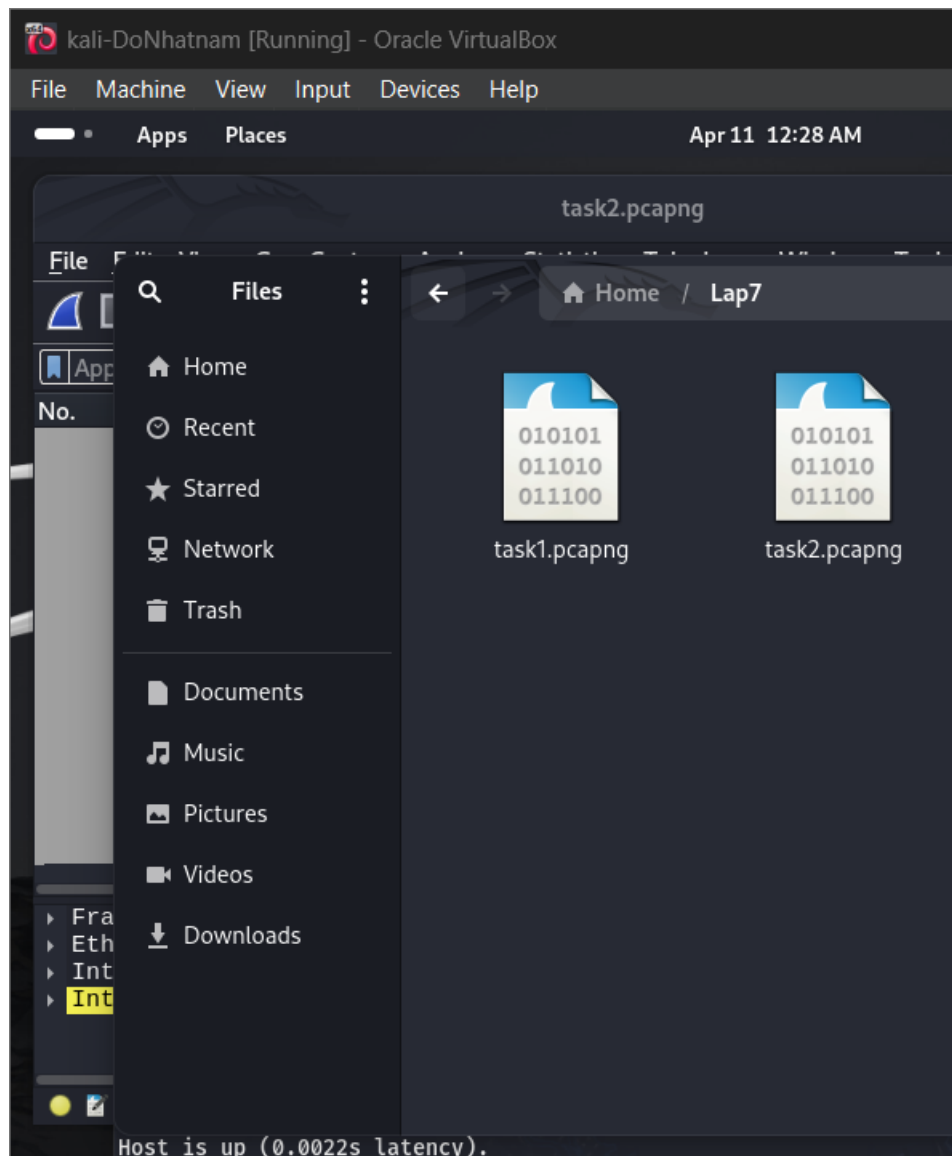 kali-DoNhatnam [Running] - Oracle VirtualBox
File Machine View Input Devices Help
Apps Places Apr 11 12:28 AM
task2.pcapng
File
Files
Home / Lap7
App
No.
Home
Recent
Starred
Network
Trash
Documents
Music
Pictures
Videos
Downloads
010101
011010
011100
task1.pcapng
010101
011010
011100
task2.pcapng
Fra
Eth
Int
Int
Host is up (0.0022s latency).